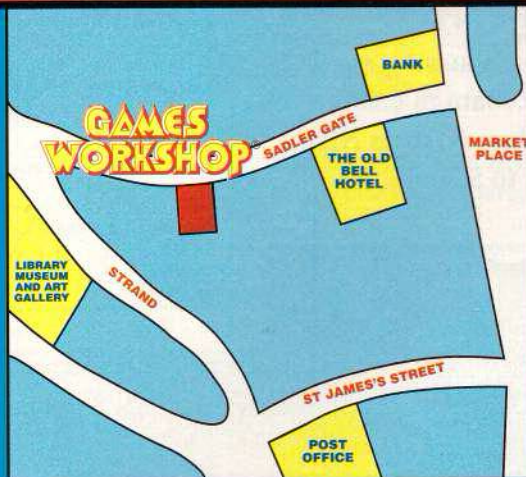 BANK
GAMES
WORKSHOP®
SADLER GATE
MARKET
PLACE
THE OLD
BELL
HOTEL
LIBRARY
MUSEUM
AND ART
GALLERY
STRAND
ST JAMES'S STREET
POST
OFFICE